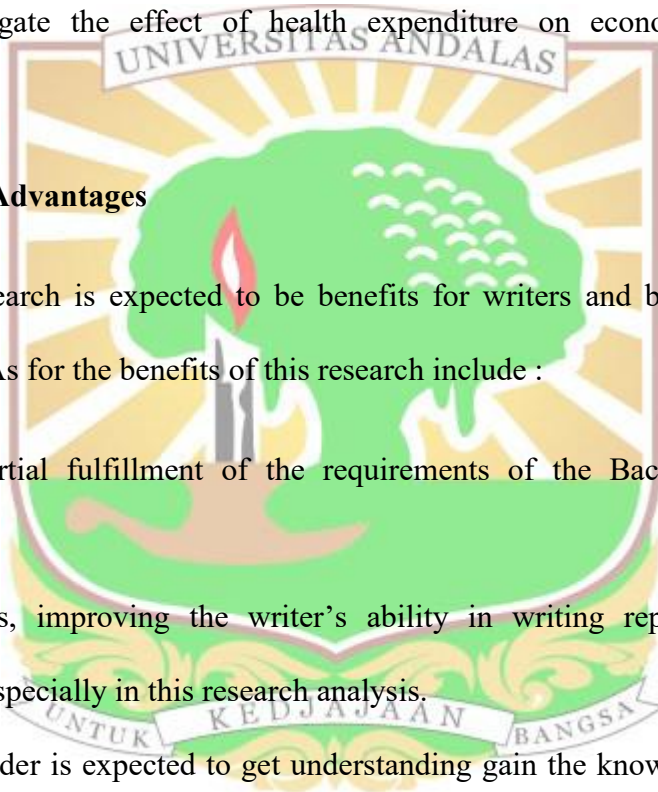 gate the effect of health expenditure on econo
UNIVERSITAS ANDALAS
Advantages
earch is expected to be benefits for writers and b
As for the benefits of this research include :
rtial fulfillment of the requirements of the Bac
s, improving the writer’s ability in writing rep
specially in this research analysis.
UNTUK KEDJAJAAN BANGSA
der is expected to get understanding gain the know